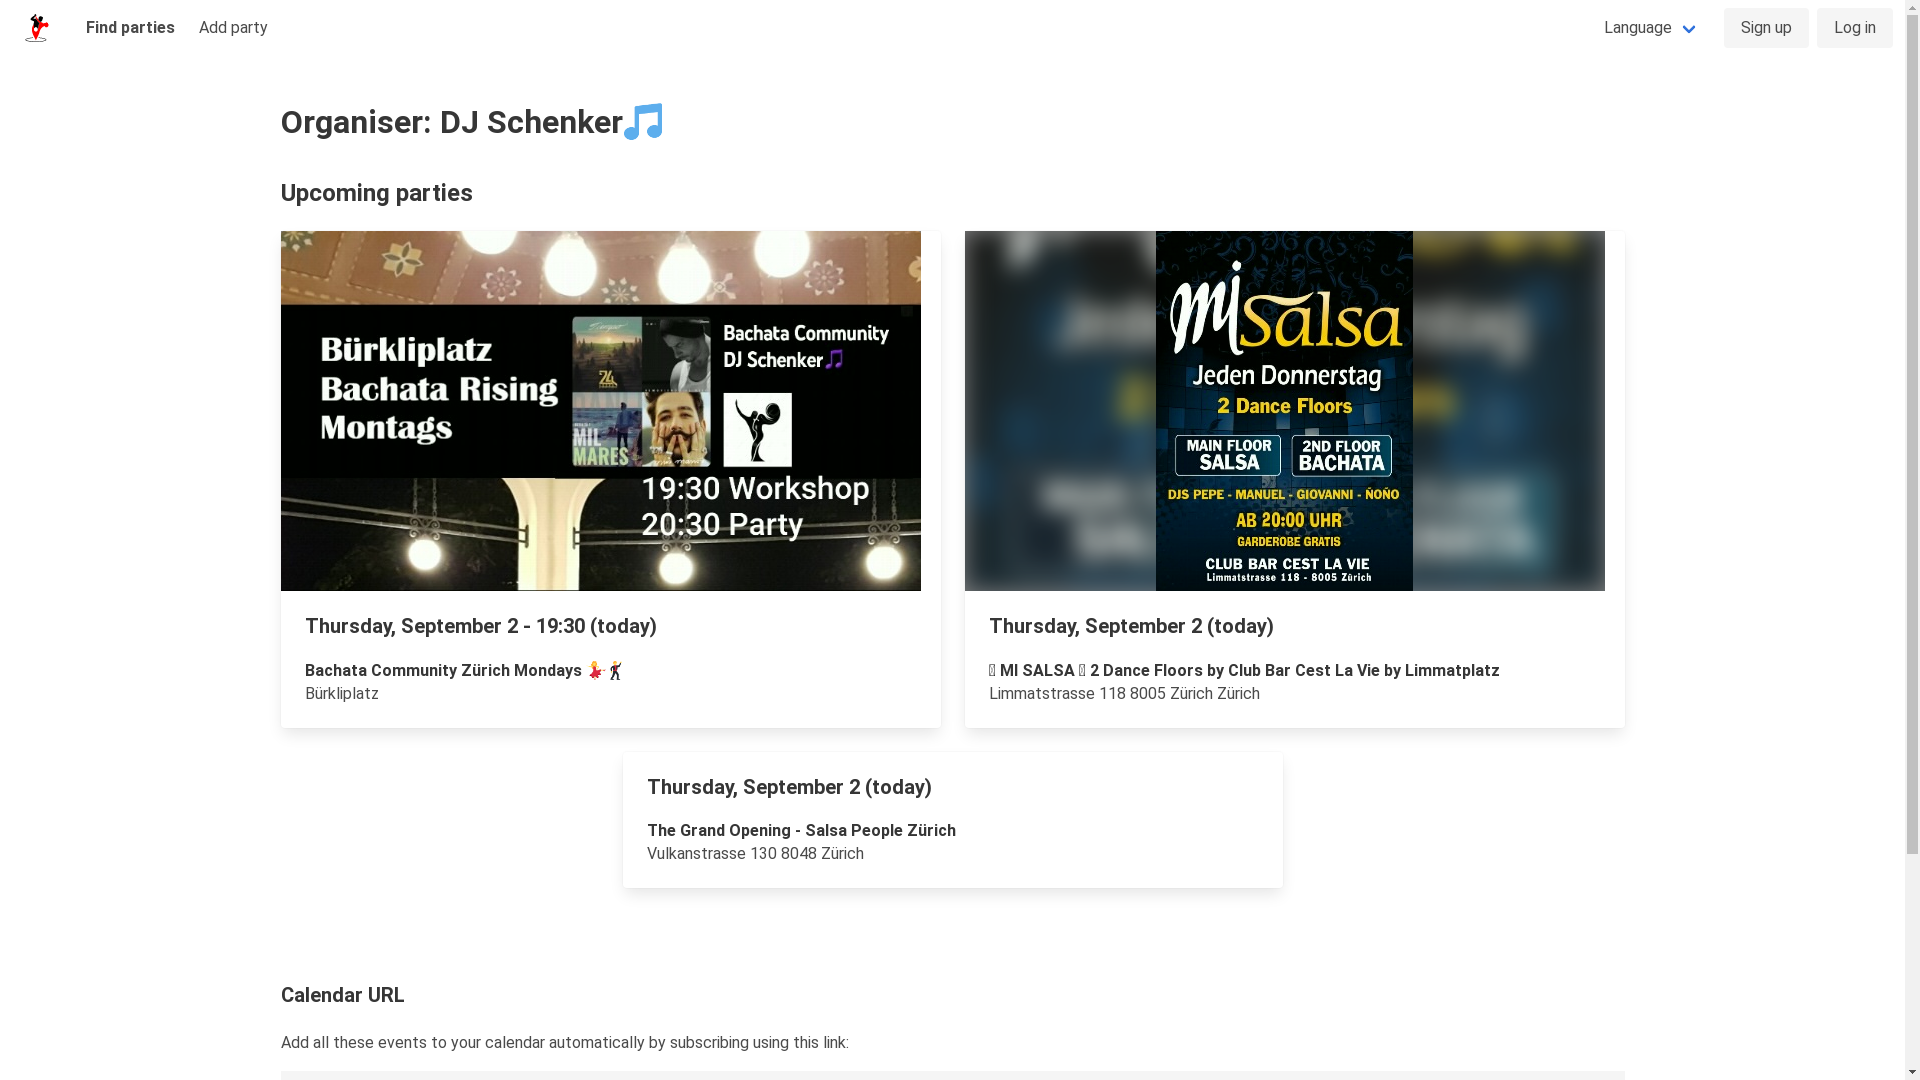 Find parties
Add party
Language
Sign up
Log in
Organiser: DJ Schenker🎵
Upcoming parties
Bürkliplatz
Bachata Rising
Montags
Bachata Community
DJ Schenker🎵
MIL
MARES
19:30 Workshop
20:30 Party
Thursday, September 2 - 19:30 (today)
Bachata Community Zürich Mondays 💃🕺
Bürkliplatz
mi Salsa
Jeden Donnerstag
2 Dance Floors
MAIN FLOOR
SALSA
2ND FLOOR
BACHATA
DJS PEPE - MANUEL - GIOVANNI - ÑOÑO
AB 20:00 UHR
GARDEROBE GRATIS
CLUB BAR CEST LA VIE
Limmatstrasse 118 - 8005 Zürich
Thursday, September 2 (today)
MI SALSA 2 Dance Floors by Club Bar Cest La Vie by Limmatplatz
Limmatstrasse 118 8005 Zürich Zürich
Thursday, September 2 (today)
The Grand Opening - Salsa People Zürich
Vulkanstrasse 130 8048 Zürich
Calendar URL
Add all these events to your calendar automatically by subscribing using this link: